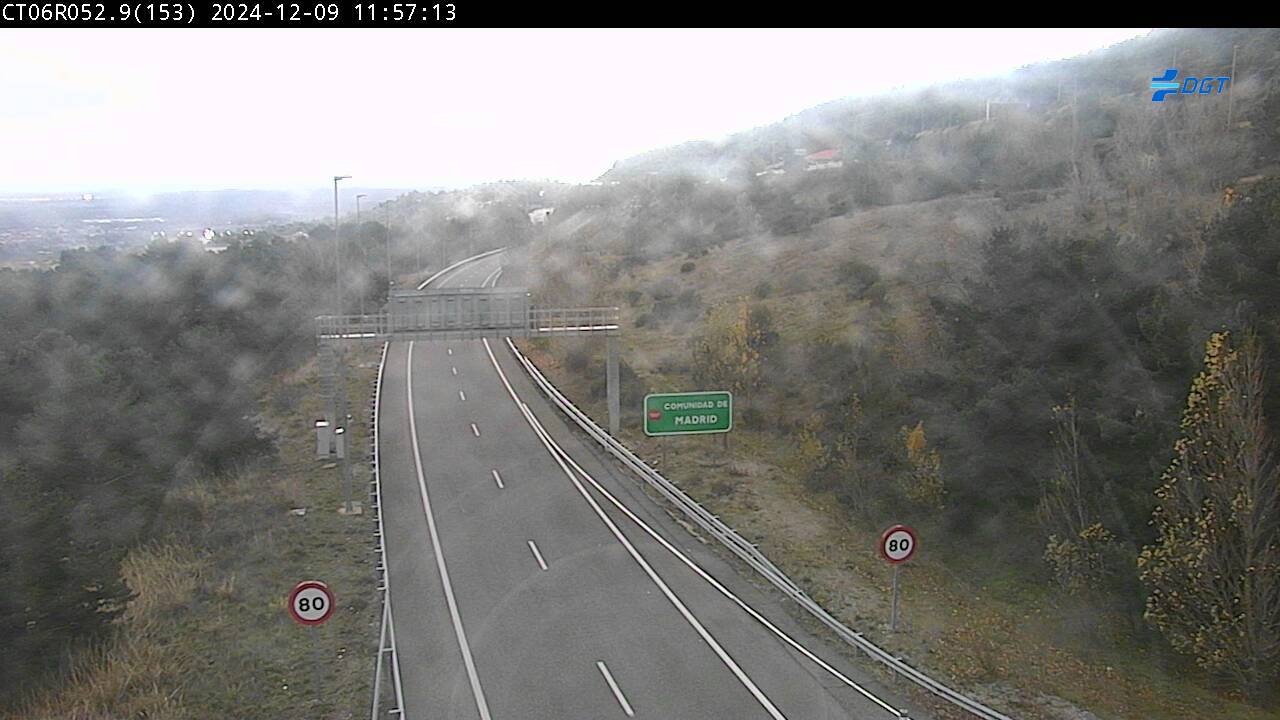 CT06R052.9(153) 2024-12-09 11:57:13
DGT
COMUNIDAD DE
MADRID
80
80